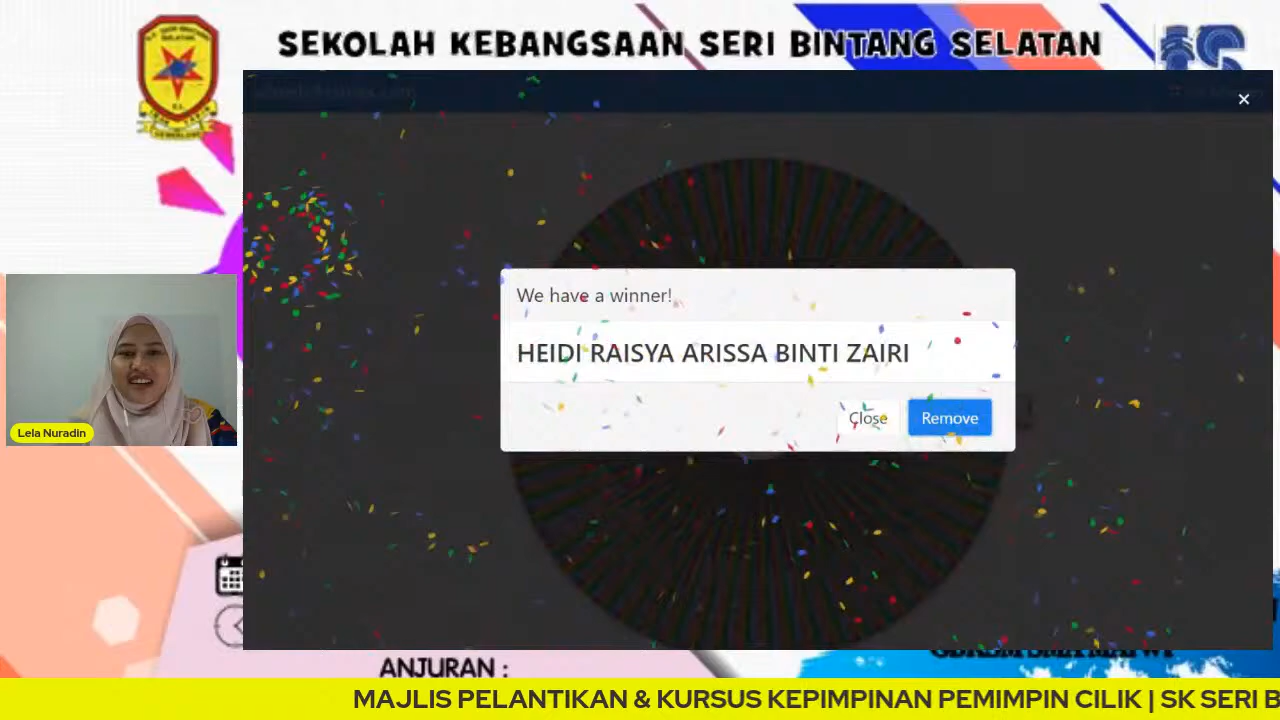 SEKOLAH KEBANGSAAN SERI BINTANG SELATAN
We have a winner!
HEIDI RAISYA ARISSA BINTI ZAIRI
Close
Remove
Lela Nuradin
ANJURAN :
MAJLIS PELANTIKAN & KURSUS KEPIMPINAN PEMIMPIN CILIK | SK SERI B